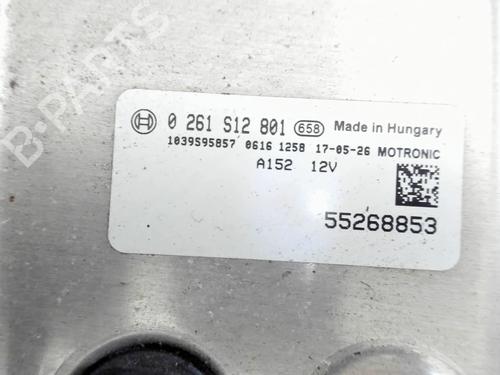 B-PARTS
BOSCH 0 261 S12 801 658 Made in Hungary
1039S95857 0616 1258 17-05-26 MOTRONIC
A152 12V
55268853